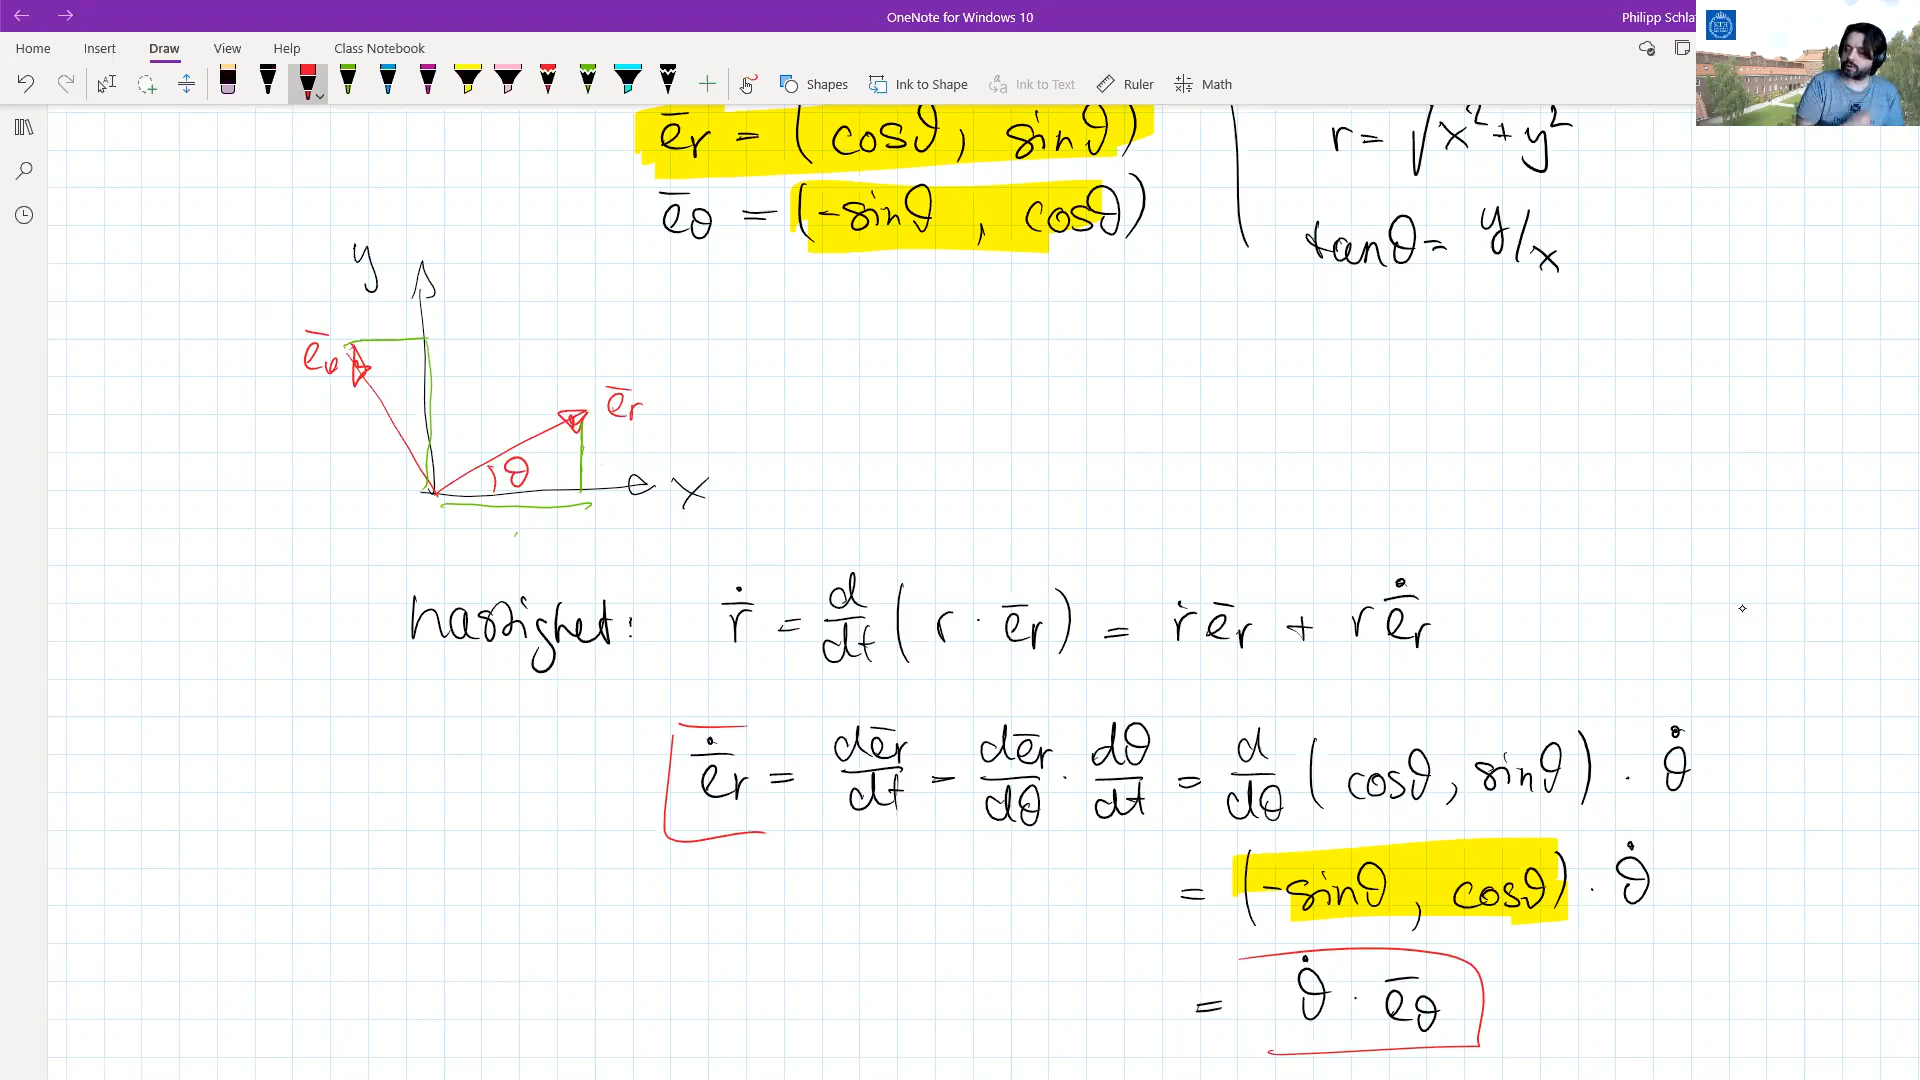 OneNote for Windows 10
Philipp Schla
Home Insert Draw View Help Class Notebook
Shapes Ink to Shape Ink to Text Ruler Math
ēr = (cosϑ, sinϑ)
ēθ = (-sinϑ, cosϑ)
r = √x²+y²
tanϑ = y/x
y
ēθ
ēr
θ
x
hastighet: ṙ̄ = d/dt (r · ēr) = ṙ ēr + r ē̇r
ē̇r = dēr/dt = dēr/dθ · dθ/dt = d/dθ (cosϑ, sinϑ) · ϑ̇
= (-sinϑ, cosϑ) · ϑ̇
= ϑ̇ · ēϑ